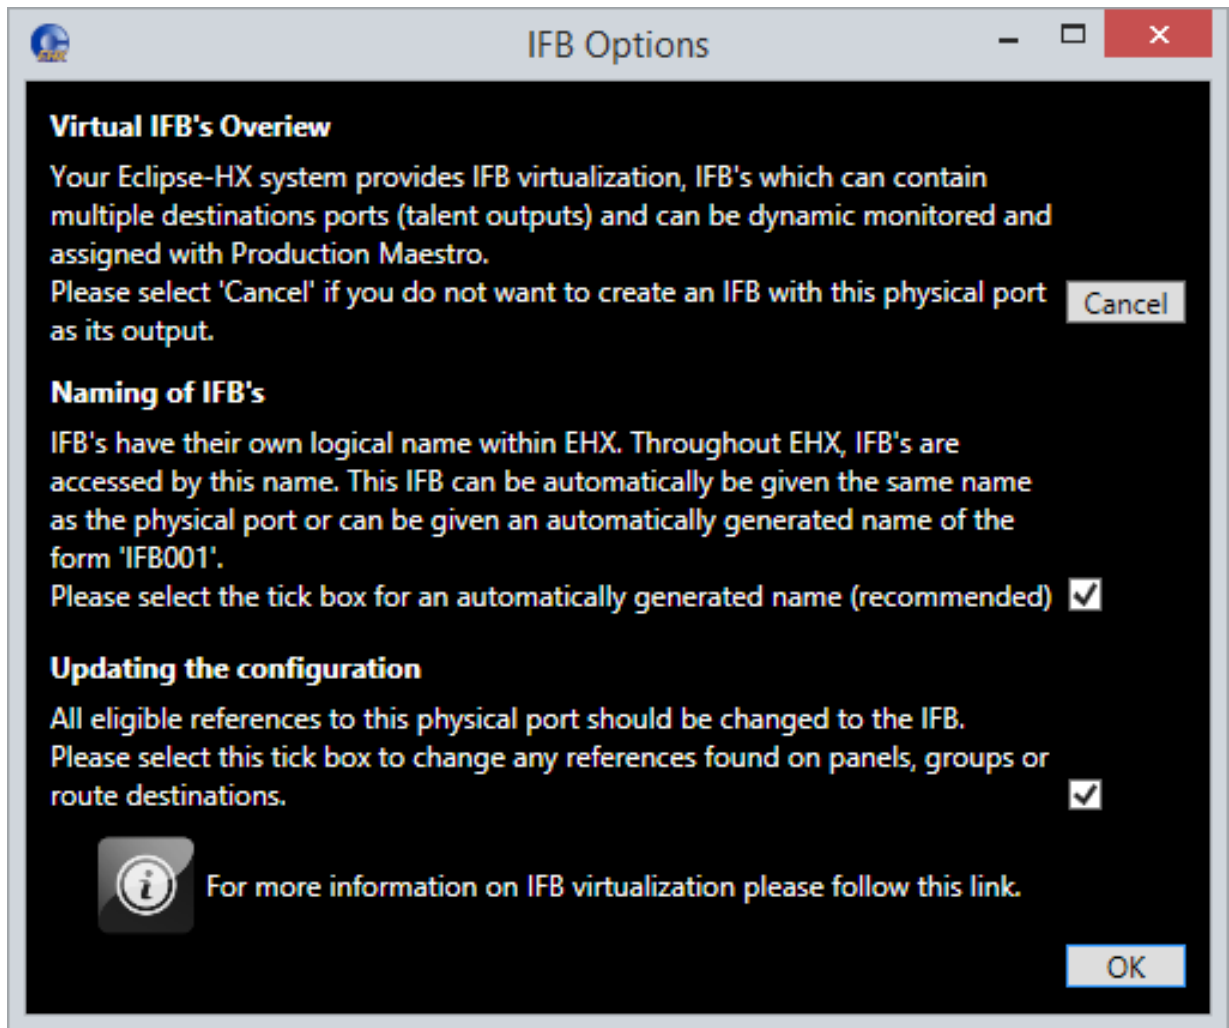 IFB Options
Virtual IFB's Overiew
Your Eclipse-HX system provides IFB virtualization, IFB's which can contain
multiple destinations ports (talent outputs) and can be dynamic monitored and
assigned with Production Maestro.
Please select 'Cancel' if you do not want to create an IFB with this physical port
as its output.
Cancel
Naming of IFB's
IFB's have their own logical name within EHX. Throughout EHX, IFB's are
accessed by this name. This IFB can be automatically be given the same name
as the physical port or can be given an automatically generated name of the
form 'IFB001'.
Please select the tick box for an automatically generated name (recommended)
Updating the configuration
All eligible references to this physical port should be changed to the IFB.
Please select this tick box to change any references found on panels, groups or
route destinations.
For more information on IFB virtualization please follow this link.
OK